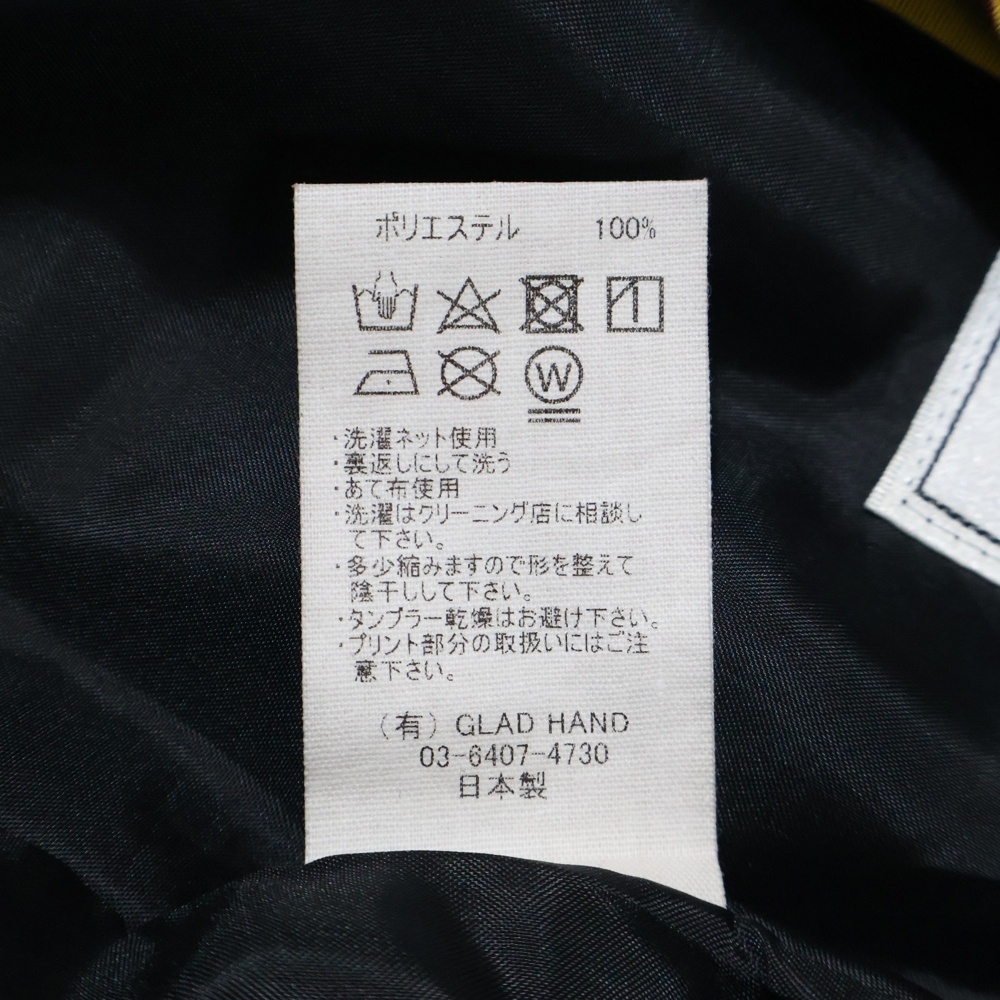 ポリエステル 100%
W
・洗濯ネット使用
・裏返しにして洗う
・あて布使用
・洗濯はクリーニング店に相談し
て下さい。
・多少縮みますので形を整えて
陰干しして下さい。
・タンブラー乾燥はお避け下さい。
・プリント部分の取扱いにはご注
意下さい。
（有）GLAD HAND
03-6407-4730
日本製